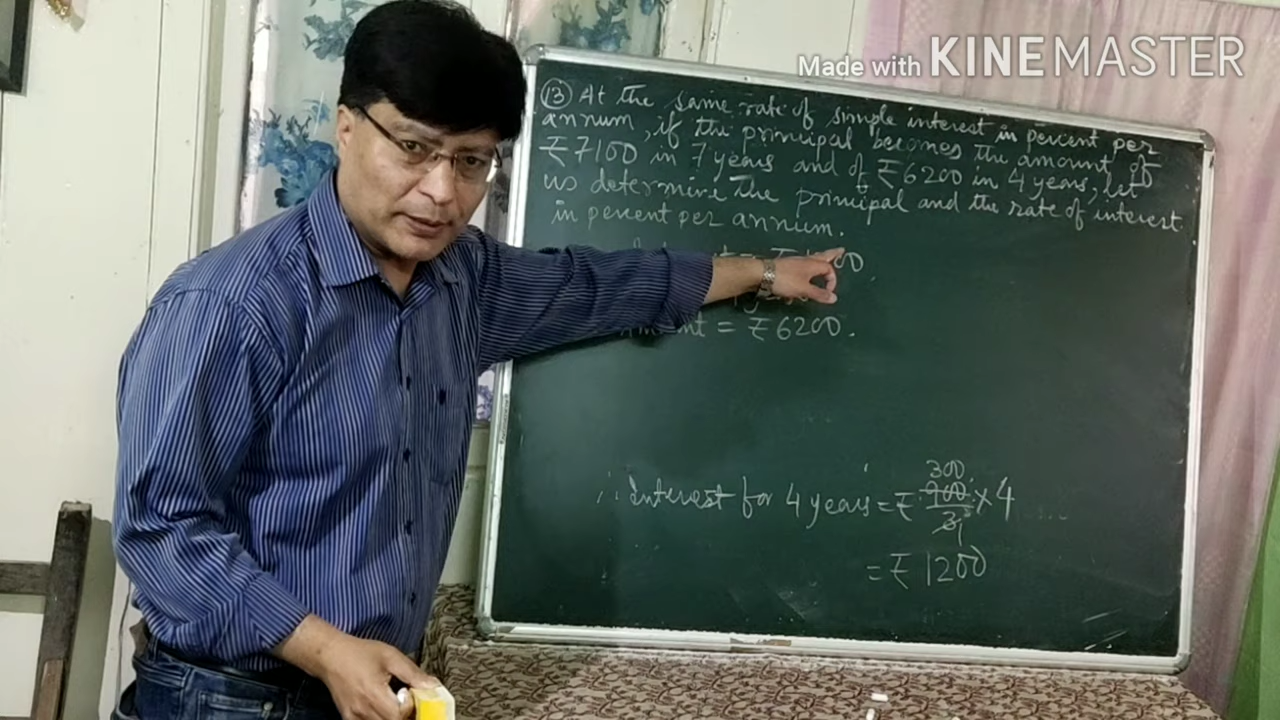 Made with KINEMASTER
(13) At the same rate of simple interest in percent per
annum, if the principal becomes the amount of
₹7100 in 7 years and of ₹6200 in 4 years, let
us determine the principal and the rate of interest
in percent per annum.
= ₹
Amount = ₹6200.
∴ interest for 4 years = ₹ 900/3 × 4
300
1
= ₹ 1200